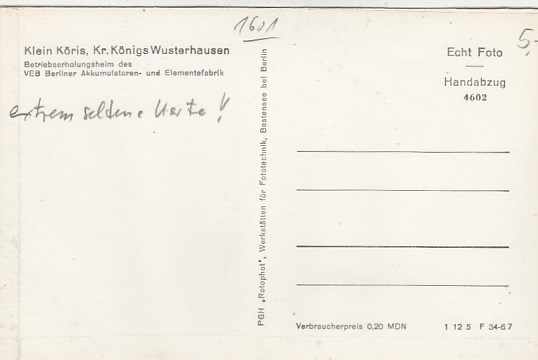 1601
Klein Köris, Kr. Königs Wusterhausen
Betriebserholungsheim des
VEB Berliner Akkumulatoren- und Elementefabrik
extrem seltene Karte!
PGH „Rotophot", Werkstätten für Fototechnik, Bestensee bei Berlin
Echt Foto
Handabzug
4602
5,-
Verbraucherpreis 0,20 MDN
1 12 5 F 34-67